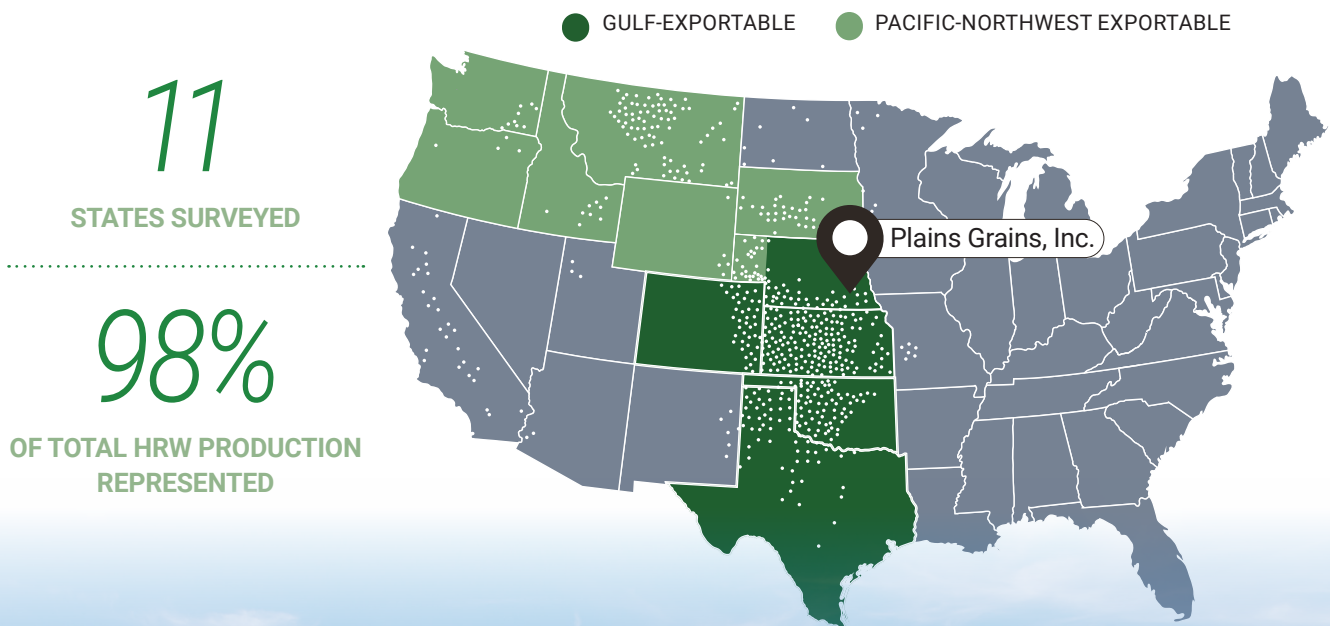 GULF-EXPORTABLE
PACIFIC-NORTHWEST EXPORTABLE
11
STATES SURVEYED
98%
OF TOTAL HRW PRODUCTION
REPRESENTED
Plains Grains, Inc.